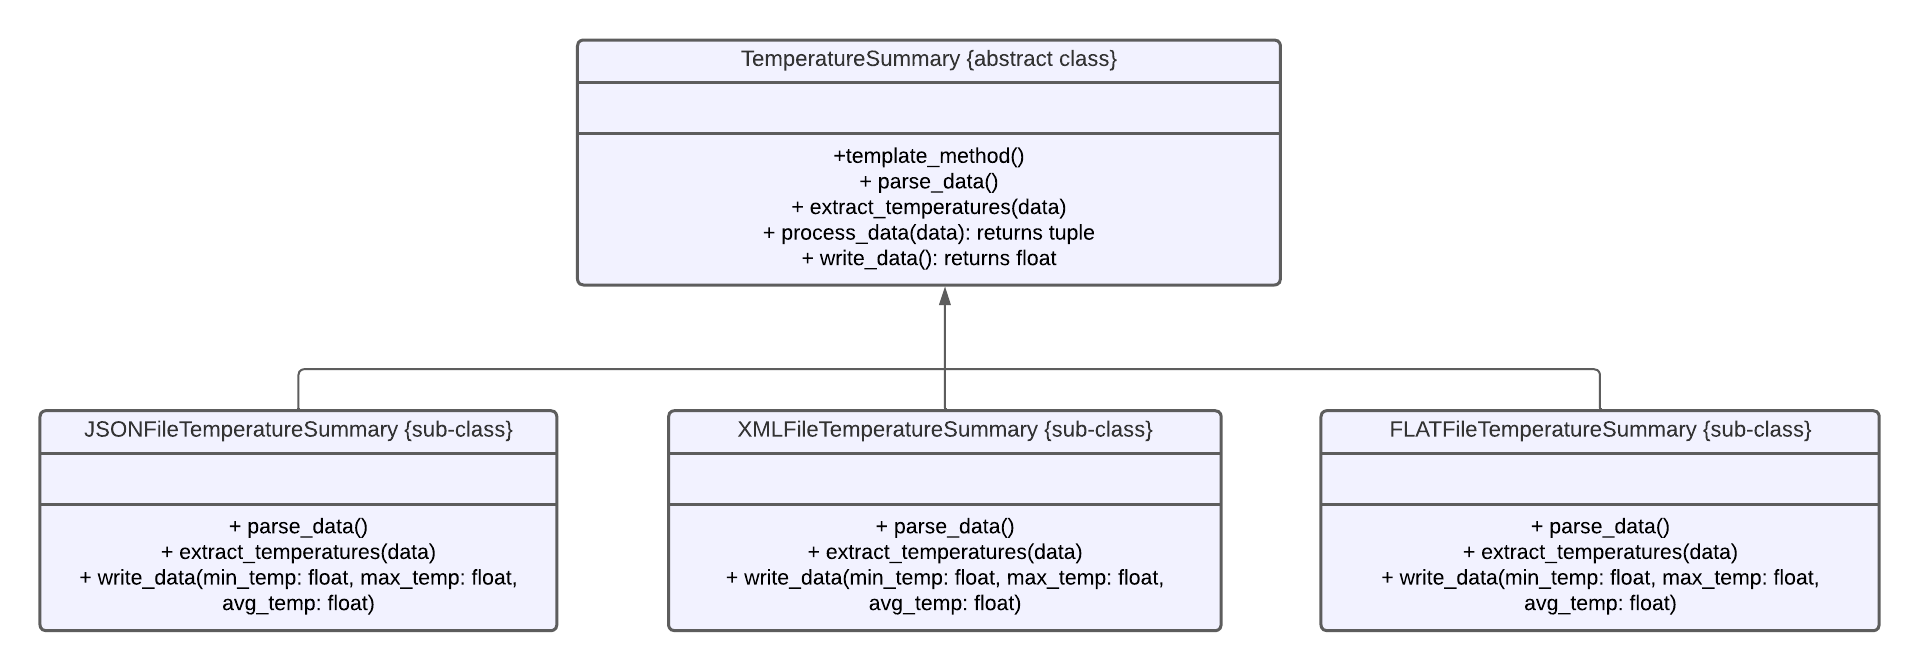 TemperatureSummary {abstract class}
+template_method()
+ parse_data()
+ extract_temperatures(data)
+ process_data(data): returns tuple
+ write_data(): returns float
JSONFileTemperatureSummary {sub-class}
+ parse_data()
+ extract_temperatures(data)
+ write_data(min_temp: float, max_temp: float,
avg_temp: float)
XMLFileTemperatureSummary {sub-class}
+ parse_data()
+ extract_temperatures(data)
+ write_data(min_temp: float, max_temp: float,
avg_temp: float)
FLATFileTemperatureSummary {sub-class}
+ parse_data()
+ extract_temperatures(data)
+ write_data(min_temp: float, max_temp: float,
avg_temp: float)